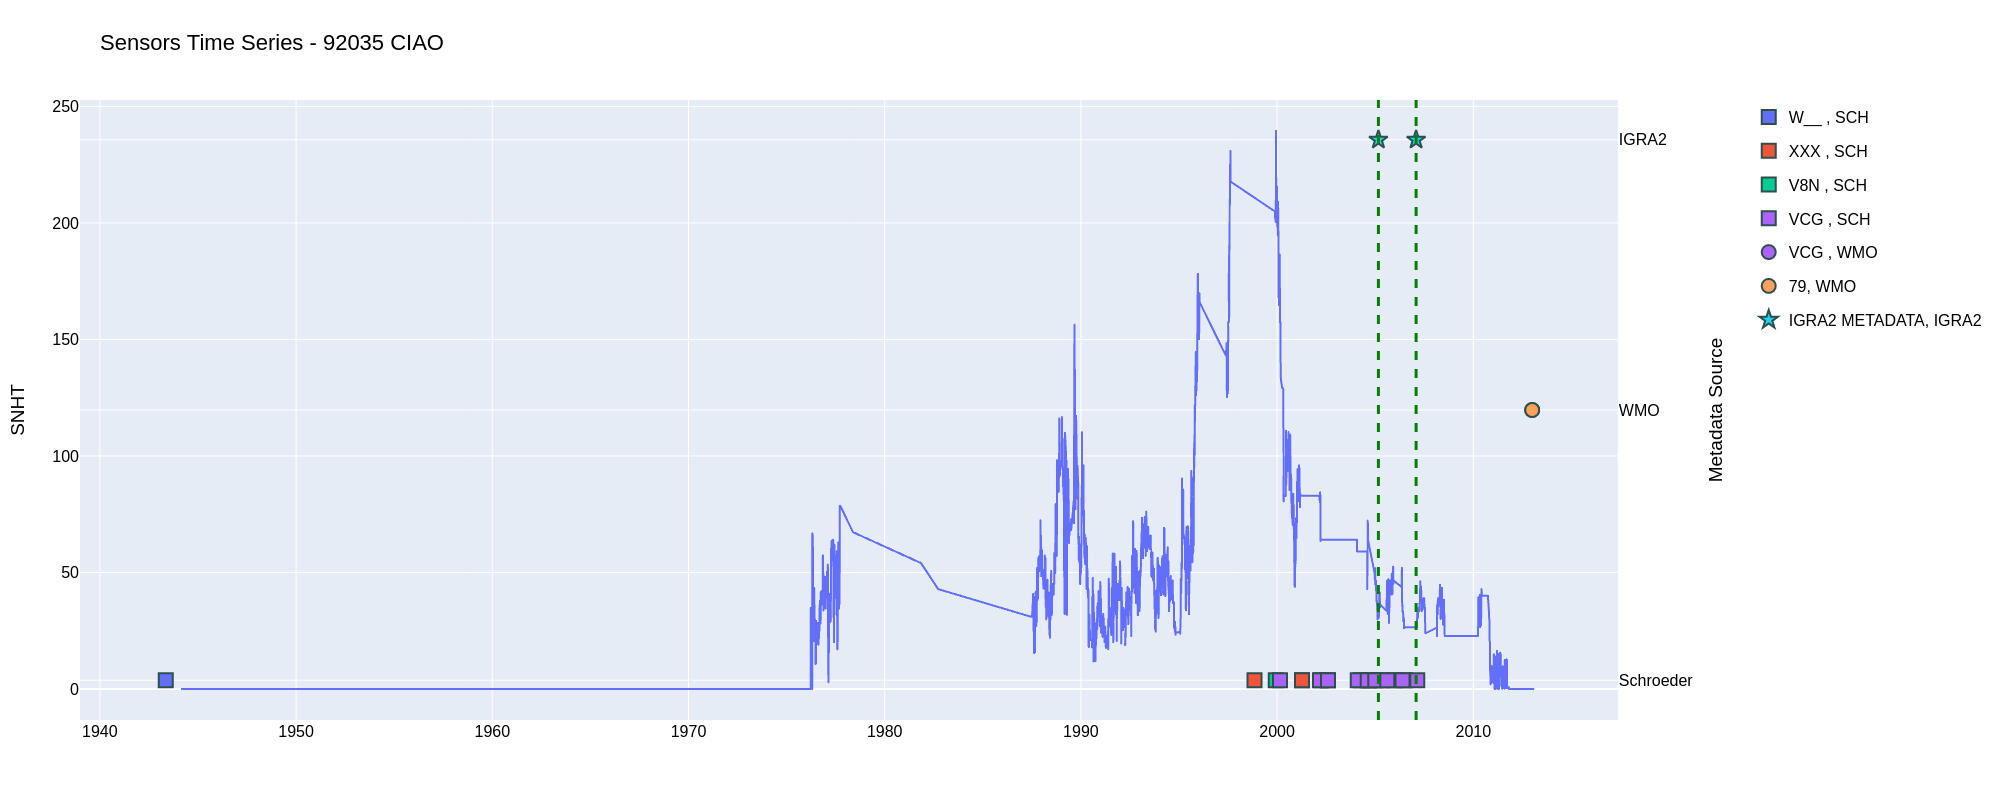 Sensors Time Series - 92035 CIAO
250
200
150
100
50
0
SNHT
1940
1950
1960
1970
1980
1990
2000
2010
IGRA2
WMO
Schroeder
Metadata Source
W__ , SCH
XXX , SCH
V8N , SCH
VCG , SCH
VCG , WMO
79, WMO
IGRA2 METADATA, IGRA2